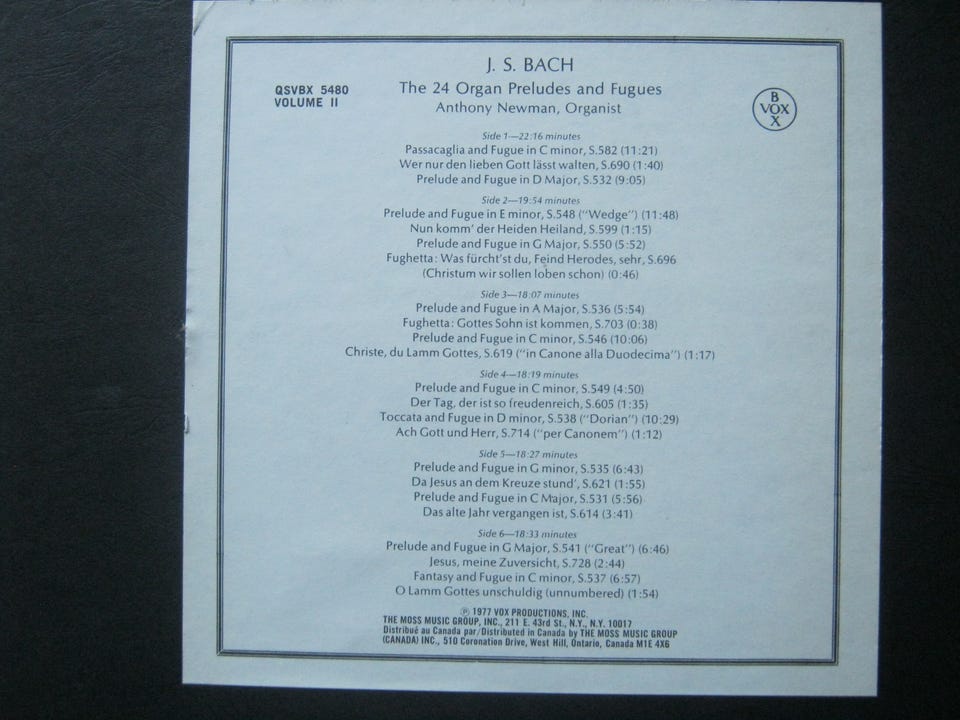 J. S. BACH
QSVBX 5480
VOLUME II
The 24 Organ Preludes and Fugues
Anthony Newman, Organist
B
VOX
X
Side 1—22:16 minutes
Passacaglia and Fugue in C minor, S.582 (11:21)
Wer nur den lieben Gott lässt walten, S.690 (1:40)
Prelude and Fugue in D Major, S.532 (9:05)
Side 2—19:54 minutes
Prelude and Fugue in E minor, S.548 (“Wedge”) (11:48)
Nun komm’ der Heiden Heiland, S.599 (1:15)
Prelude and Fugue in G Major, S.550 (5:52)
Fughetta: Was fürcht’st du, Feind Herodes, sehr, S.696
(Christum wir sollen loben schon) (0:46)
Side 3—18:07 minutes
Prelude and Fugue in A Major, S.536 (5:54)
Fughetta: Gottes Sohn ist kommen, S.703 (0:38)
Prelude and Fugue in C minor, S.546 (10:06)
Christe, du Lamm Gottes, S.619 (“in Canone alla Duodecima”) (1:17)
Side 4—18:19 minutes
Prelude and Fugue in C minor, S.549 (4:50)
Der Tag, der ist so freudenreich, S.605 (1:35)
Toccata and Fugue in D minor, S.538 (“Dorian”) (10:29)
Ach Gott und Herr, S.714 (“per Canonem”) (1:12)
Side 5—18:27 minutes
Prelude and Fugue in G minor, S.535 (6:43)
Da Jesus an dem Kreuze stund’, S.621 (1:55)
Prelude and Fugue in C Major, S.531 (5:56)
Das alte Jahr vergangen ist, S.614 (3:41)
Side 6—18:33 minutes
Prelude and Fugue in G Major, S.541 (“Great”) (6:46)
Jesus, meine Zuversicht, S.728 (2:44)
Fantasy and Fugue in C minor, S.537 (6:57)
O Lamm Gottes unschuldig (unnumbered) (1:54)
℗ 1977 VOX PRODUCTIONS, INC.
THE MOSS MUSIC GROUP, INC., 211 E. 43rd St., N.Y., N.Y. 10017
Distribué au Canada par/Distributed in Canada by THE MOSS MUSIC GROUP
(CANADA) INC., 510 Coronation Drive, West Hill, Ontario, Canada M1E 4X6